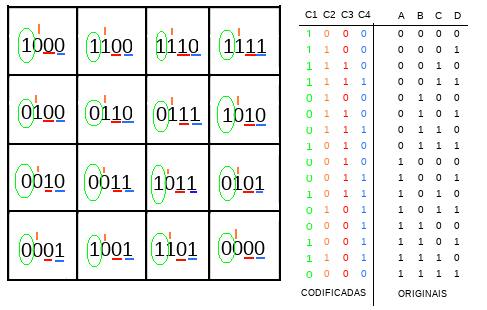 1000 1100 1110 1111
0100 0110 0111 1010
0010 0011 1011 0101
0001 1001 1101 0000
C1 C2 C3 C4 A B C D
1 0 0 0 0 0 0 0
1 1 0 0 0 0 0 1
1 1 1 0 0 0 1 0
1 1 1 1 0 0 1 1
0 1 0 0 0 1 0 0
0 1 1 0 0 1 0 1
0 1 1 1 0 1 1 0
1 0 1 0 0 1 1 1
0 0 1 0 1 0 0 0
0 0 1 1 1 0 0 1
1 0 1 1 1 0 1 0
0 1 0 1 1 0 1 1
0 0 0 1 1 1 0 0
1 0 0 1 1 1 0 1
1 1 0 1 1 1 1 0
0 0 0 0 1 1 1 1
CODIFICADAS ORIGINAIS